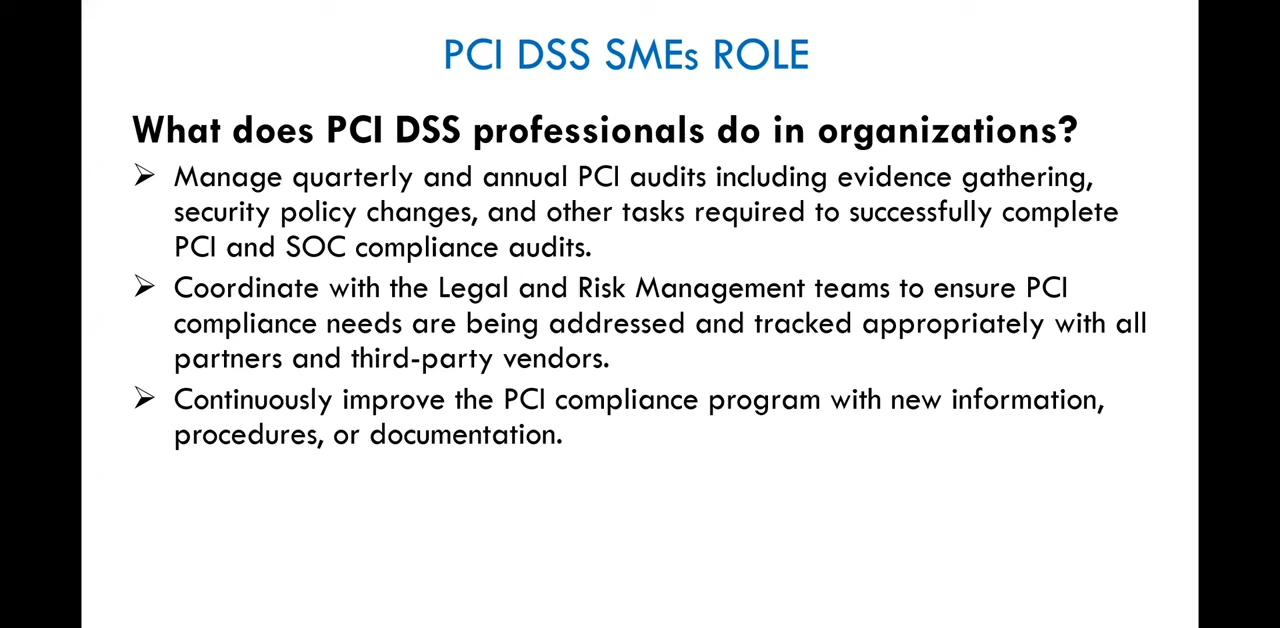 PCI DSS SMEs ROLE
What does PCI DSS professionals do in organizations?
➢ Manage quarterly and annual PCI audits including evidence gathering,
security policy changes, and other tasks required to successfully complete
PCI and SOC compliance audits.
➢ Coordinate with the Legal and Risk Management teams to ensure PCI
compliance needs are being addressed and tracked appropriately with all
partners and third-party vendors.
➢ Continuously improve the PCI compliance program with new information,
procedures, or documentation.